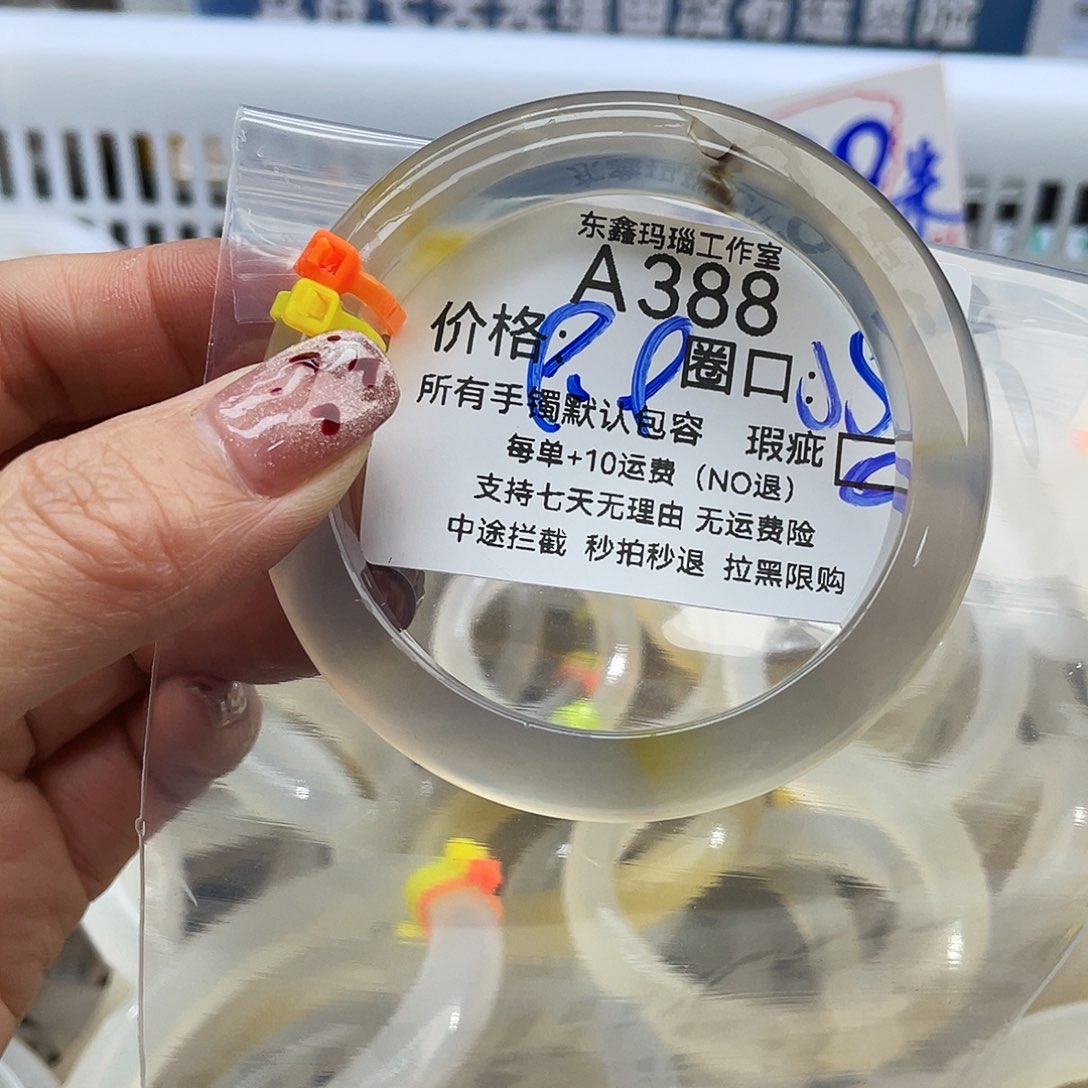 东鑫玛瑙工作室
A388
价格: 圈口:
所有手镯默认包容 瑕疵
每单+10运费（NO退）
支持七天无理由 无运费险
中途拦截 秒拍秒退 拉黑限购